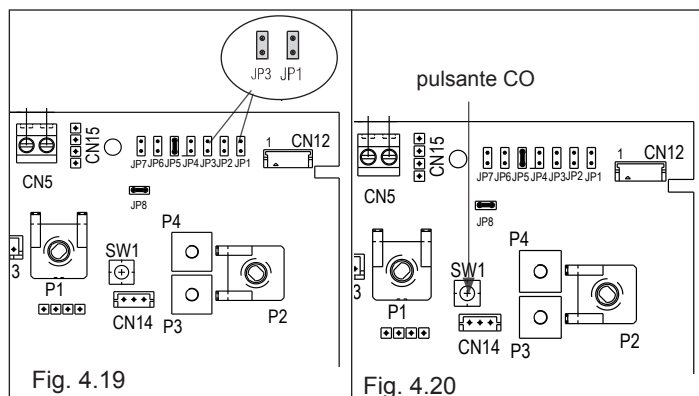 JP3 JP1
CN15
CN5
JP7 JP6 JP5 JP4 JP3 JP2 JP1
1 CN12
JP8
3
P4
SW1
P1
CN14
P3
P2
Fig. 4.19
pulsante CO
CN15
CN5
JP7 JP6 JP5 JP4 JP3 JP2 JP1
1 CN12
JP8
3
P4
SW1
P1
CN14
P3
P2
Fig. 4.20